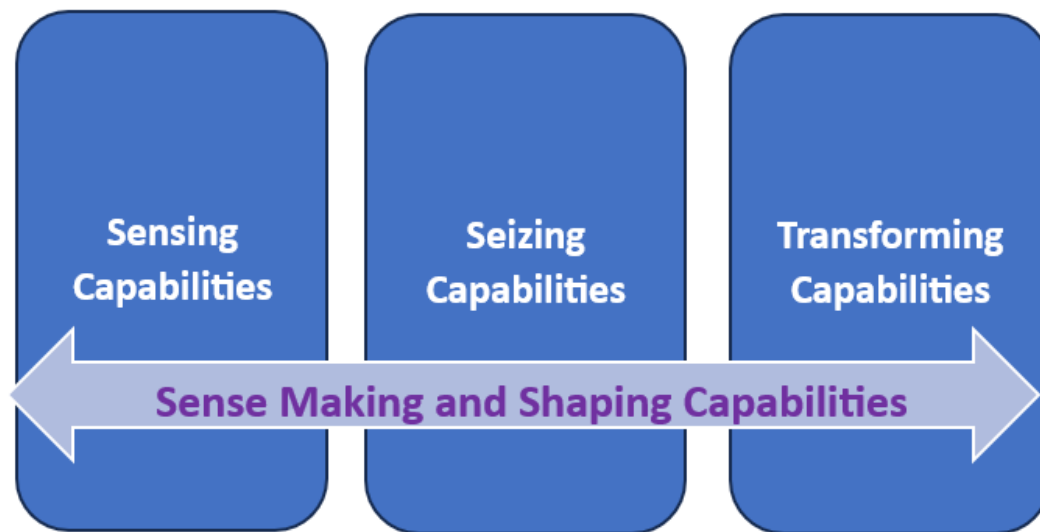 Sensing
Capabilities
Seizing
Capabilities
Transforming
Capabilities
Sense Making and Shaping Capabilities